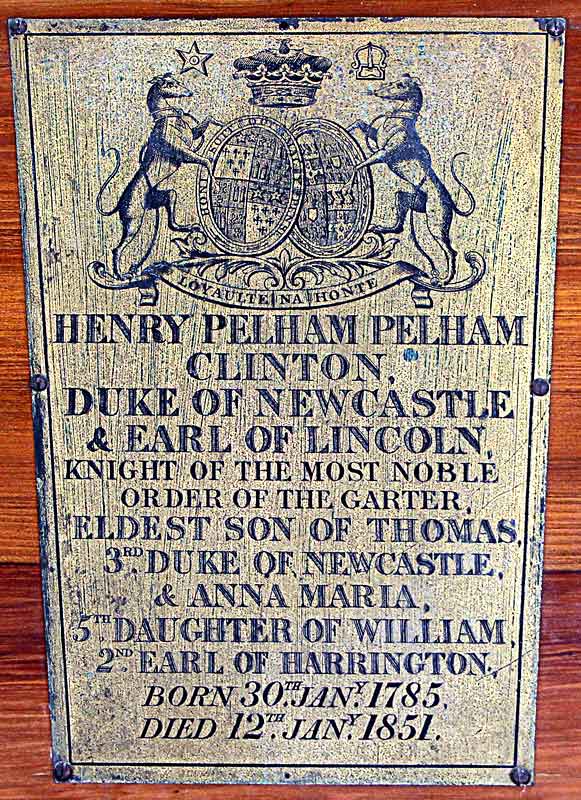 HONI SOIT
LOYAULTE NA HONTE
HENRY PELHAM PELHAM
CLINTON,
DUKE OF NEWCASTLE
& EARL OF LINCOLN,
KNIGHT OF THE MOST NOBLE
ORDER OF THE GARTER,
ELDEST SON OF THOMAS,
3RD DUKE OF NEWCASTLE,
& ANNA MARIA,
5TH DAUGHTER OF WILLIAM
2ND EARL OF HARRINGTON,
BORN 30TH JANY. 1785,
DIED 12TH JANY. 1851.